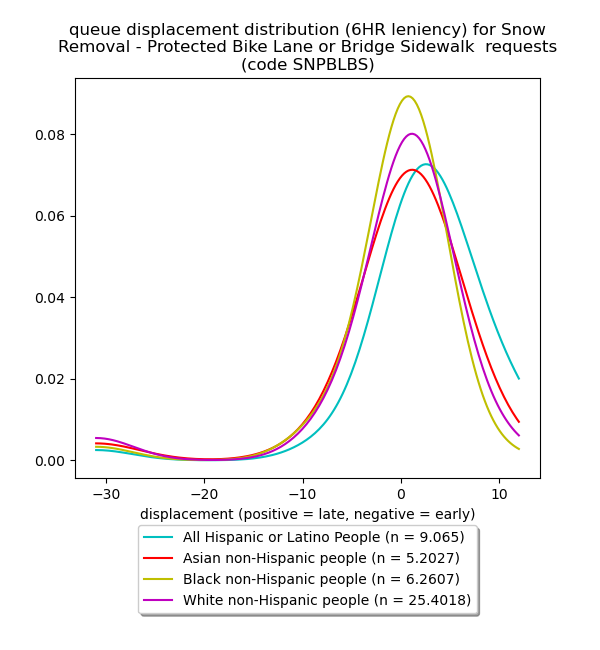 queue displacement distribution (6HR leniency) for Snow
Removal - Protected Bike Lane or Bridge Sidewalk  requests
(code SNPBLBS)
0.08
0.06
0.04
0.02
0.00
−30
−20
−10
0
10
displacement (positive = late, negative = early)
All Hispanic or Latino People (n = 9.065)
Asian non-Hispanic people (n = 5.2027)
Black non-Hispanic people (n = 6.2607)
White non-Hispanic people (n = 25.4018)